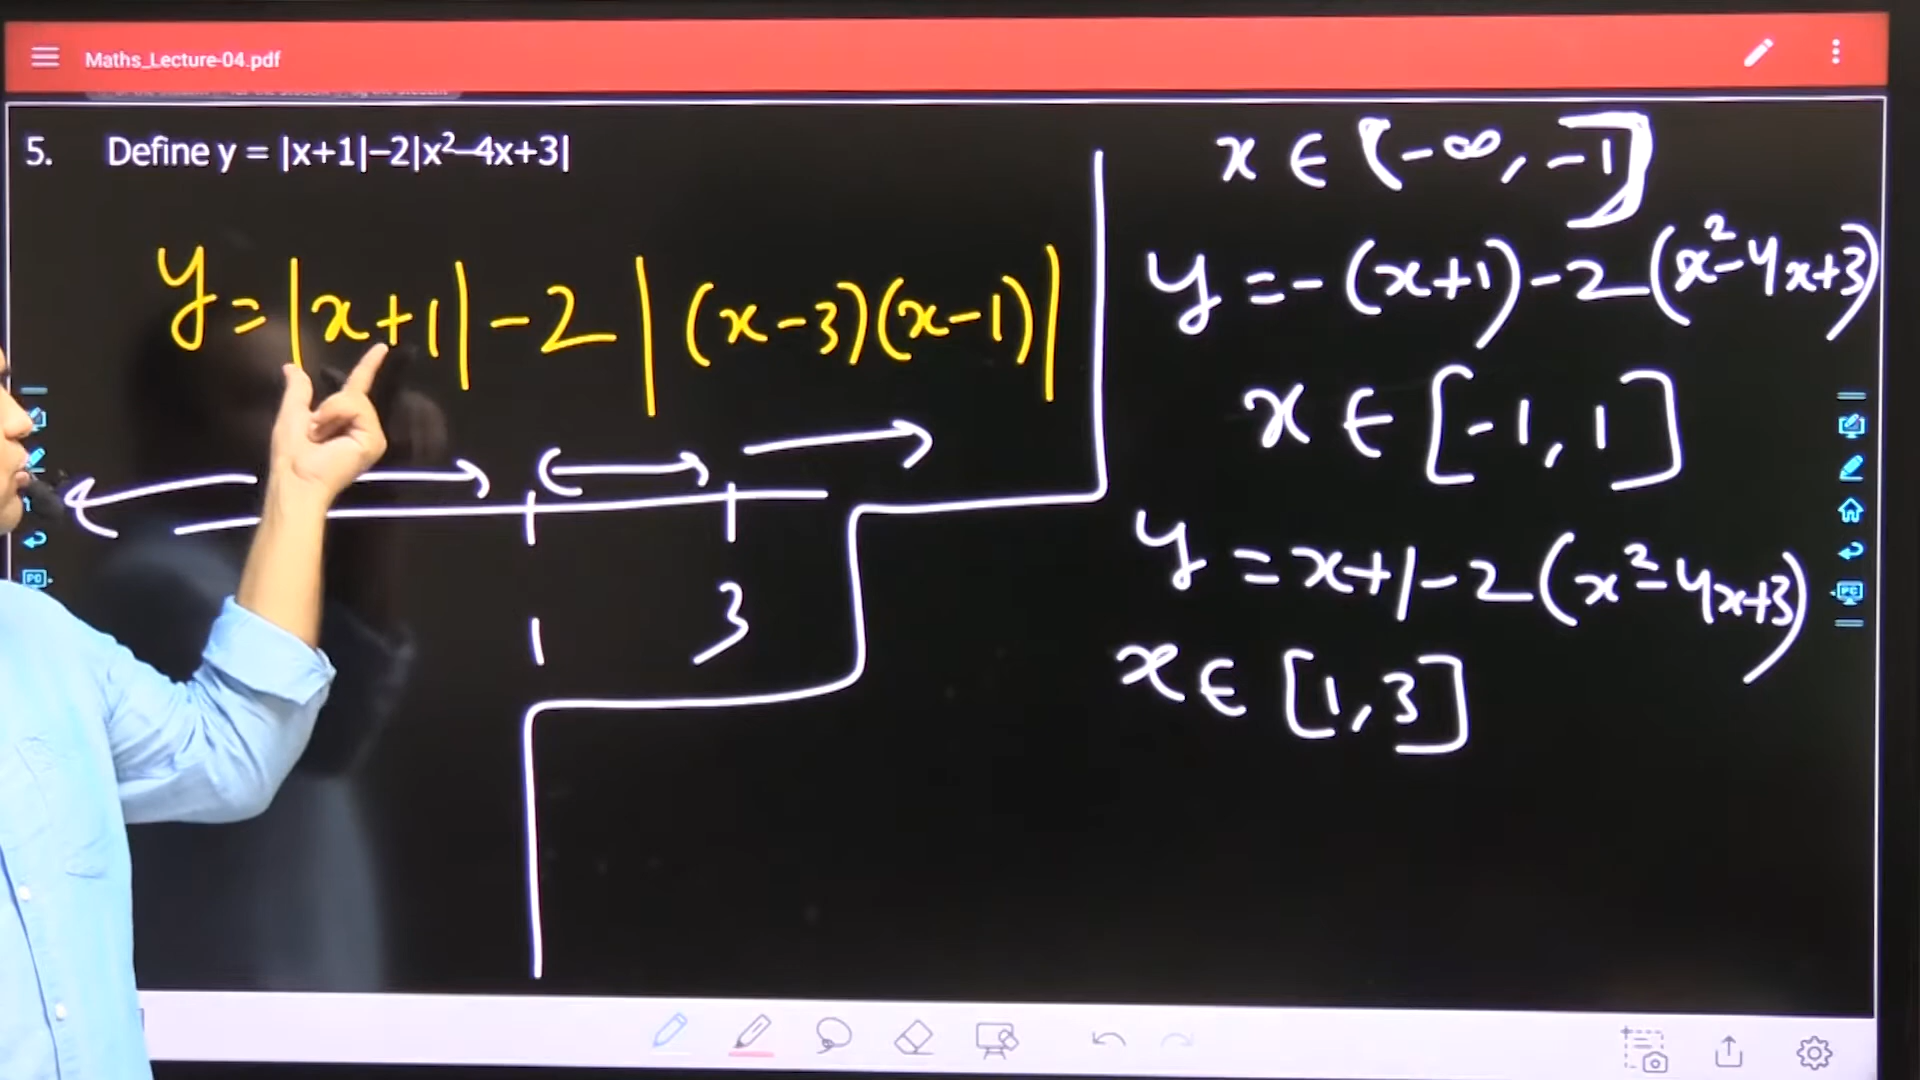 Maths_Lecture-04.pdf
5. Define y = |x+1|–2|x²–4x+3|
y = |x+1| - 2 |(x-3)(x-1)|
1 3
x ∈ (-∞, -1]
y = -(x+1) - 2(x²-4x+3)
x ∈ [-1, 1]
y = x+1 - 2(x²-4x+3)
x ∈ [1, 3]